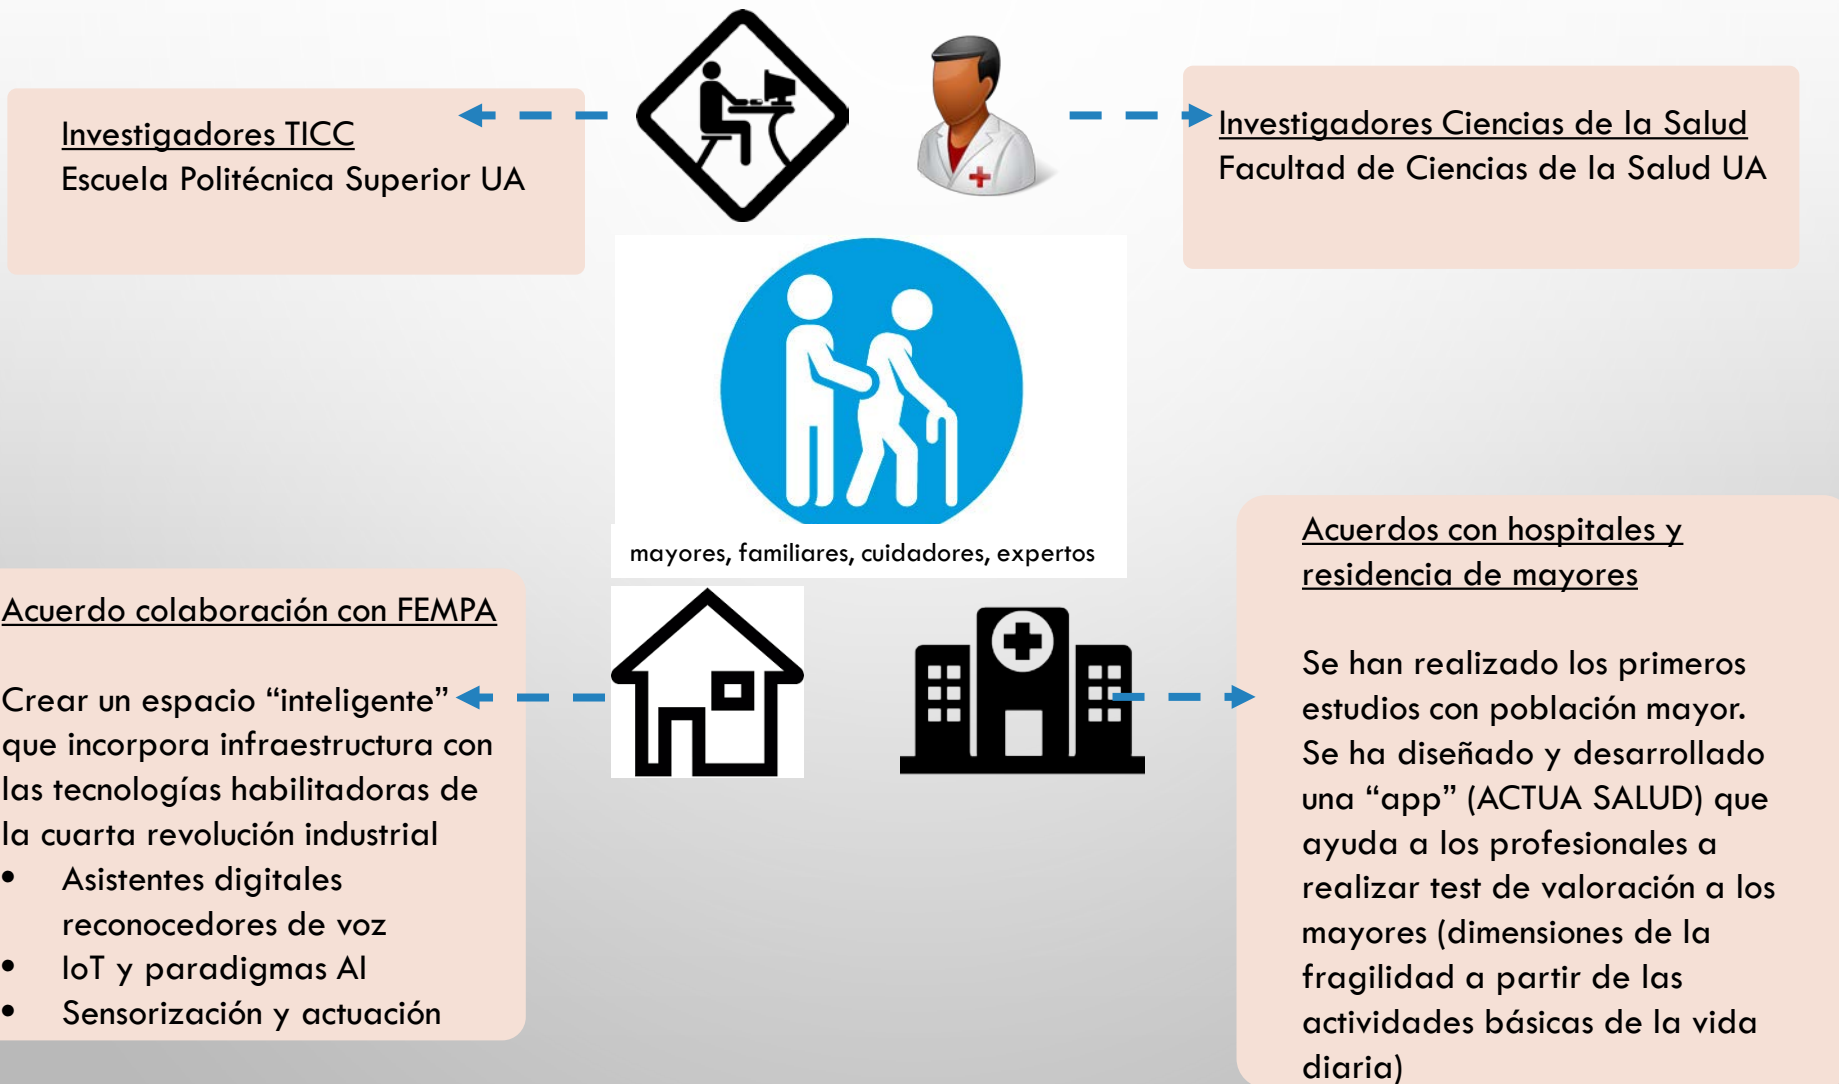 Investigadores TICC
Escuela Politécnica Superior UA
Investigadores Ciencias de la Salud
Facultad de Ciencias de la Salud UA
mayores, familiares, cuidadores, expertos
Acuerdo colaboración con FEMPA
Crear un espacio “inteligente”
que incorpora infraestructura con
las tecnologías habilitadoras de
la cuarta revolución industrial
• Asistentes digitales
reconocedores de voz
• IoT y paradigmas AI
• Sensorización y actuación
Acuerdos con hospitales y
residencia de mayores
Se han realizado los primeros
estudios con población mayor.
Se ha diseñado y desarrollado
una “app” (ACTUA SALUD) que
ayuda a los profesionales a
realizar test de valoración a los
mayores (dimensiones de la
fragilidad a partir de las
actividades básicas de la vida
diaria)